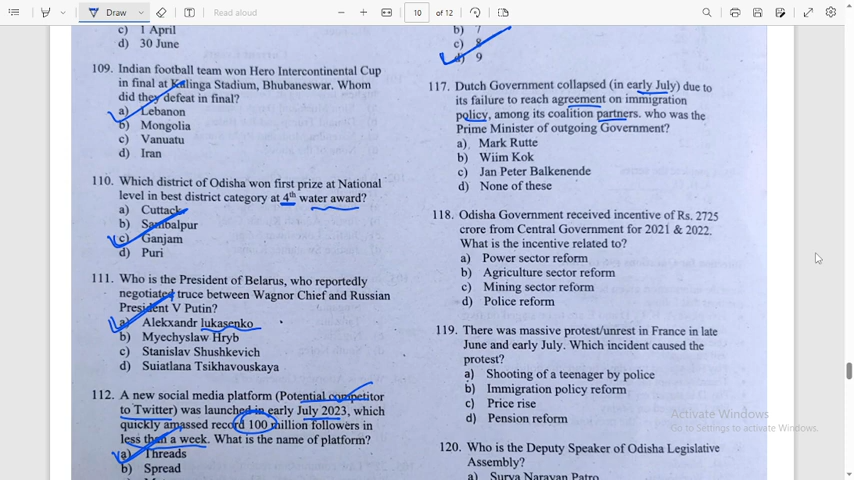 Draw
Read aloud
10 of 12
c) 1 April
d) 30 June
109. Indian football team won Hero Intercontinental Cup
in final at Kalinga Stadium, Bhubaneswar. Whom
did they defeat in final?
a) Lebanon
b) Mongolia
c) Vanuatu
d) Iran
110. Which district of Odisha won first prize at National
level in best district category at 4th water award?
a) Cuttack
b) Sambalpur
c) Ganjam
d) Puri
111. Who is the President of Belarus, who reportedly
negotiated truce between Wagnor Chief and Russian
President V Putin?
a) Alekxandr lukasenko
b) Myechyslaw Hryb
c) Stanislav Shushkevich
d) Suiatlana Tsikhavouskaya
112. A new social media platform (Potential competitor
to Twitter) was launched in early July 2023, which
quickly amassed record 100 million followers in
less than a week. What is the name of platform?
a) Threads
b) Spread
b) 7
c) 8
d) 9
117. Dutch Government collapsed (in early July) due to
its failure to reach agreement on immigration
policy, among its coalition partners. who was the
Prime Minister of outgoing Government?
a) Mark Rutte
b) Wiim Kok
c) Jan Peter Balkenende
d) None of these
118. Odisha Government received incentive of Rs. 2725
crore from Central Government for 2021 & 2022.
What is the incentive related to?
a) Power sector reform
b) Agriculture sector reform
c) Mining sector reform
d) Police reform
119. There was massive protest/unrest in France in late
June and early July. Which incident caused the
protest?
a) Shooting of a teenager by police
b) Immigration policy reform
c) Price rise
d) Pension reform
120. Who is the Deputy Speaker of Odisha Legislative
Assembly?
a) Surya Narayan Patro
Activate Windows
Go to Settings to activate Windows.